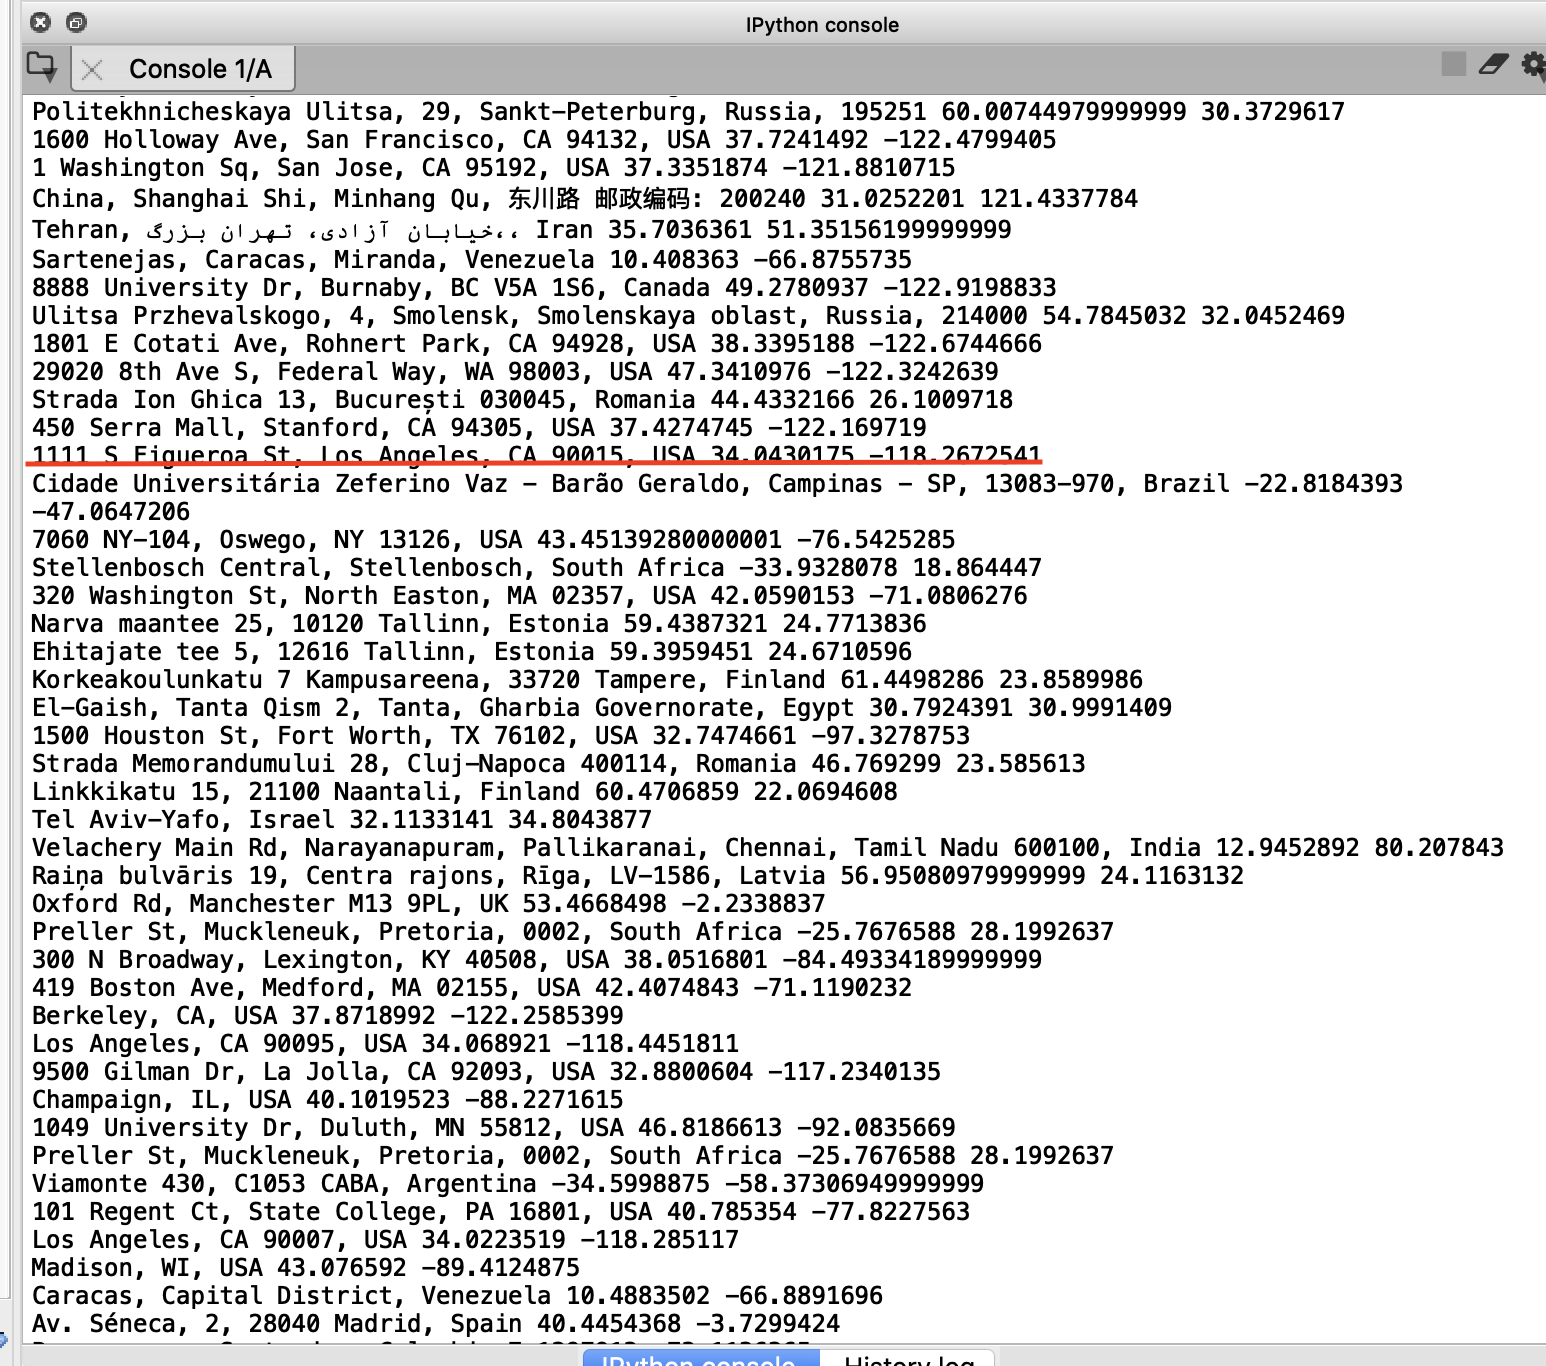 IPython console
Console 1/A
Politekhnicheskaya Ulitsa, 29, Sankt-Peterburg, Russia, 195251 60.00744979999999 30.3729617
1600 Holloway Ave, San Francisco, CA 94132, USA 37.7241492 -122.4799405
1 Washington Sq, San Jose, CA 95192, USA 37.3351874 -121.8810715
China, Shanghai Shi, Minhang Qu, 东川路 邮政编码: 200240 31.0252201 121.4337784
Tehran, خیابان آزادی، تهران بزرگ،،، Iran 35.7036361 51.35156199999999
Sartenejas, Caracas, Miranda, Venezuela 10.408363 -66.8755735
8888 University Dr, Burnaby, BC V5A 1S6, Canada 49.2780937 -122.9198833
Ulitsa Przhevalskogo, 4, Smolensk, Smolenskaya oblast, Russia, 214000 54.7845032 32.0452469
1801 E Cotati Ave, Rohnert Park, CA 94928, USA 38.3395188 -122.6744666
29020 8th Ave S, Federal Way, WA 98003, USA 47.3410976 -122.3242639
Strada Ion Ghica 13, București 030045, Romania 44.4332166 26.1009718
450 Serra Mall, Stanford, CA 94305, USA 37.4274745 -122.169719
1111 S Figueroa St, Los Angeles, CA 90015, USA 34.0430175 -118.2672541
Cidade Universitária Zeferino Vaz - Barão Geraldo, Campinas - SP, 13083-970, Brazil -22.8184393
-47.0647206
7060 NY-104, Oswego, NY 13126, USA 43.45139280000001 -76.5425285
Stellenbosch Central, Stellenbosch, South Africa -33.9328078 18.864447
320 Washington St, North Easton, MA 02357, USA 42.0590153 -71.0806276
Narva maantee 25, 10120 Tallinn, Estonia 59.4387321 24.7713836
Ehitajate tee 5, 12616 Tallinn, Estonia 59.3959451 24.6710596
Korkeakoulunkatu 7 Kampusareena, 33720 Tampere, Finland 61.4498286 23.8589986
El-Gaish, Tanta Qism 2, Tanta, Gharbia Governorate, Egypt 30.7924391 30.9991409
1500 Houston St, Fort Worth, TX 76102, USA 32.7474661 -97.3278753
Strada Memorandumului 28, Cluj-Napoca 400114, Romania 46.769299 23.585613
Linkkikatu 15, 21100 Naantali, Finland 60.4706859 22.0694608
Tel Aviv-Yafo, Israel 32.1133141 34.8043877
Velachery Main Rd, Narayanapuram, Pallikaranai, Chennai, Tamil Nadu 600100, India 12.9452892 80.207843
Raiņa bulvāris 19, Centra rajons, Rīga, LV-1586, Latvia 56.95080979999999 24.1163132
Oxford Rd, Manchester M13 9PL, UK 53.4668498 -2.2338837
Preller St, Muckleneuk, Pretoria, 0002, South Africa -25.7676588 28.1992637
300 N Broadway, Lexington, KY 40508, USA 38.0516801 -84.49334189999999
419 Boston Ave, Medford, MA 02155, USA 42.4074843 -71.1190232
Berkeley, CA, USA 37.8718992 -122.2585399
Los Angeles, CA 90095, USA 34.068921 -118.4451811
9500 Gilman Dr, La Jolla, CA 92093, USA 32.8800604 -117.2340135
Champaign, IL, USA 40.1019523 -88.2271615
1049 University Dr, Duluth, MN 55812, USA 46.8186613 -92.0835669
Preller St, Muckleneuk, Pretoria, 0002, South Africa -25.7676588 28.1992637
Viamonte 430, C1053 CABA, Argentina -34.5998875 -58.37306949999999
101 Regent Ct, State College, PA 16801, USA 40.785354 -77.8227563
Los Angeles, CA 90007, USA 34.0223519 -118.285117
Madison, WI, USA 43.076592 -89.4124875
Caracas, Capital District, Venezuela 10.4883502 -66.8891696
Av. Séneca, 2, 28040 Madrid, Spain 40.4454368 -3.7299424
IPython console
History log